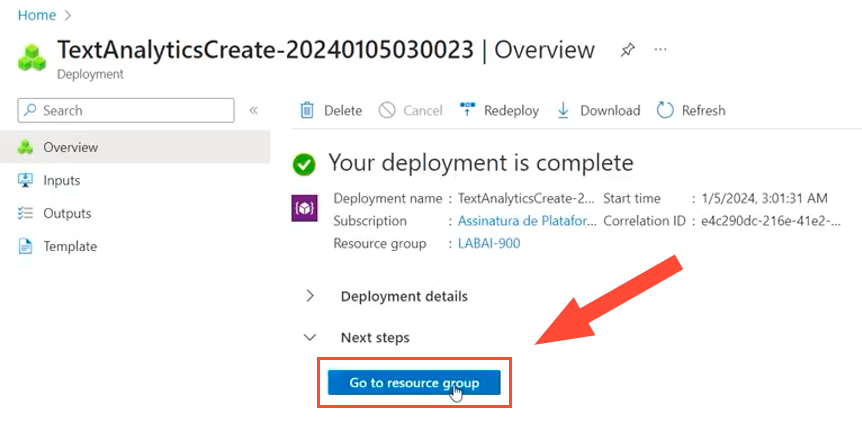 Home >
TextAnalyticsCreate-20240105030023 | Overview ...
Deployment
Search «
Delete Cancel Redeploy Download Refresh
Overview
Inputs
Outputs
Template
Your deployment is complete
Deployment name : TextAnalyticsCreate-2... Start time : 1/5/2024, 3:01:31 AM
Subscription : Assinatura de Platafor... Correlation ID : e4c290dc-216e-41e2-...
Resource group : LABAI-900
Deployment details
Next steps
Go to resource group